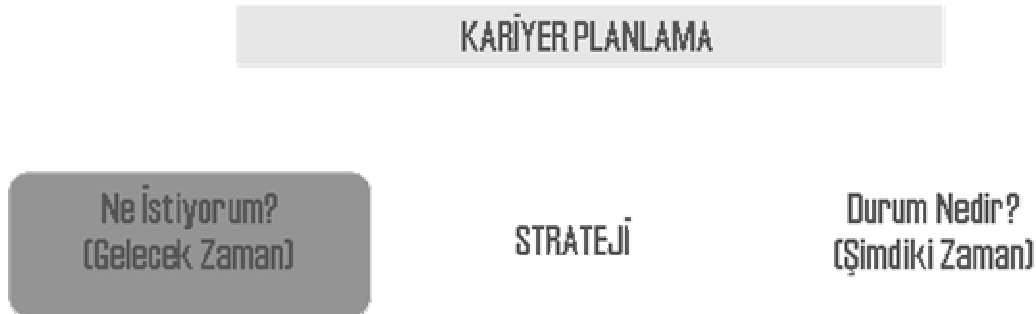 KARİYER PLANLAMA
Ne İstiyorum?
(Gelecek Zaman)
STRATEJİ
Durum Nedir?
(Şimdiki Zaman)